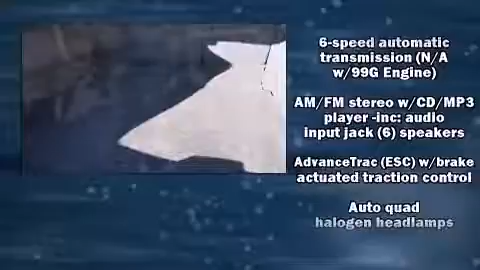 6-speed automatic
transmission (N/A
w/99G Engine)
AM/FM stereo w/CD/MP3
player -inc: audio
input jack (6) speakers
AdvanceTrac (ESC) w/brake
actuated traction control
Auto quad
halogen headlamps